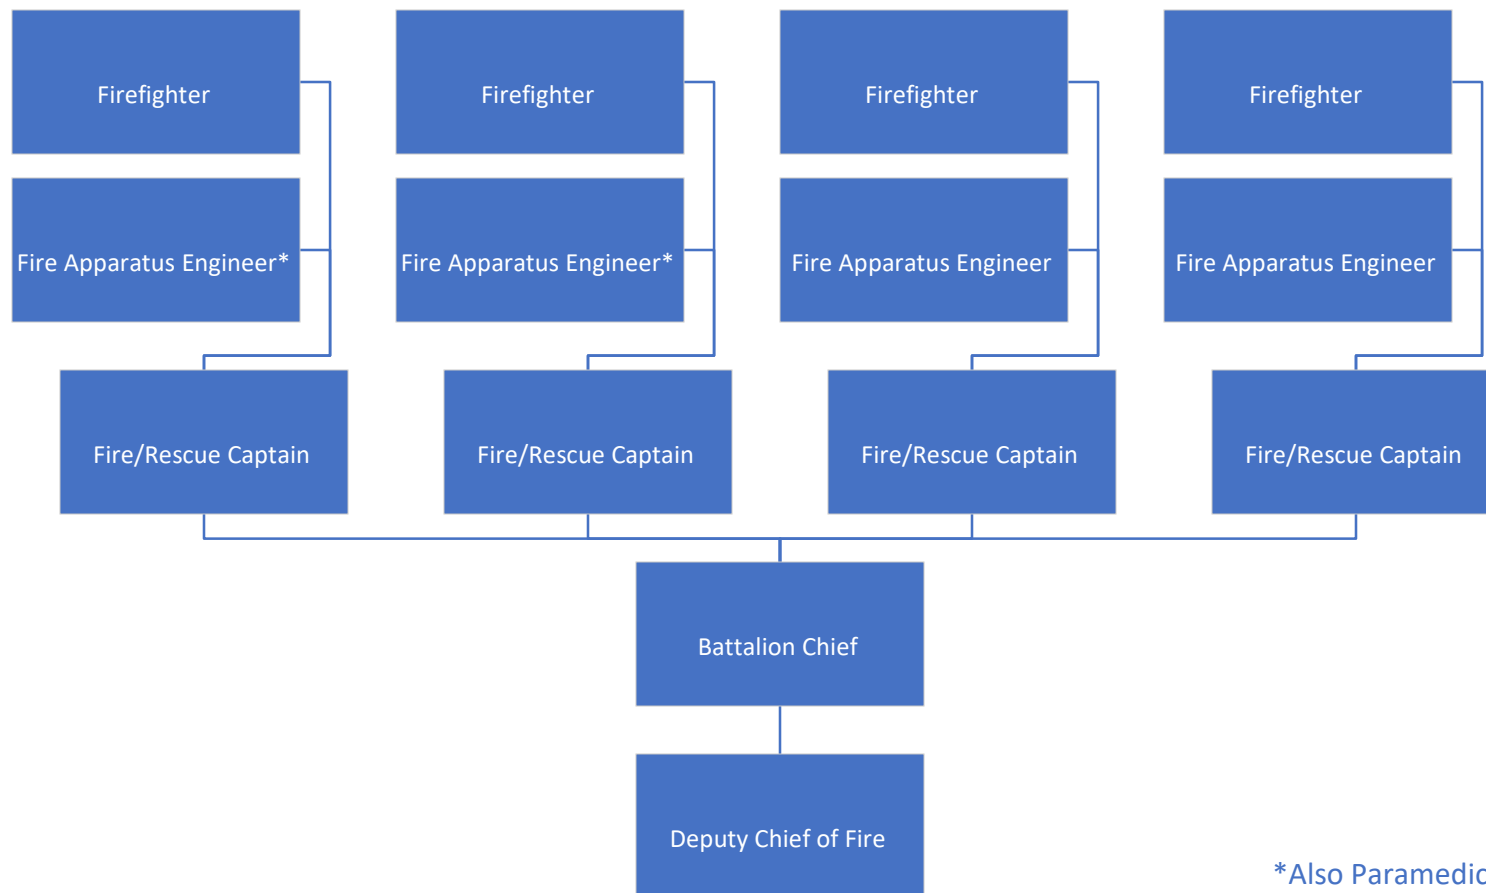 Firefighter
Firefighter
Firefighter
Firefighter
Fire Apparatus Engineer*
Fire Apparatus Engineer*
Fire Apparatus Engineer
Fire Apparatus Engineer
Fire/Rescue Captain
Fire/Rescue Captain
Fire/Rescue Captain
Fire/Rescue Captain
Battalion Chief
Deputy Chief of Fire
*Also Paramedic